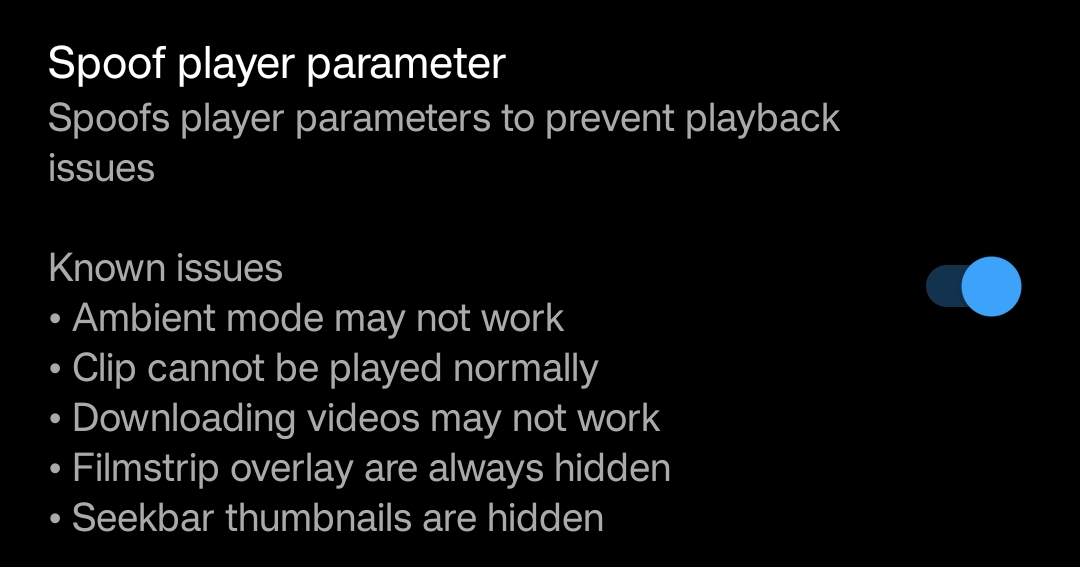 Spoof player parameter
Spoofs player parameters to prevent playback
issues
Known issues
• Ambient mode may not work
• Clip cannot be played normally
• Downloading videos may not work
• Filmstrip overlay are always hidden
• Seekbar thumbnails are hidden